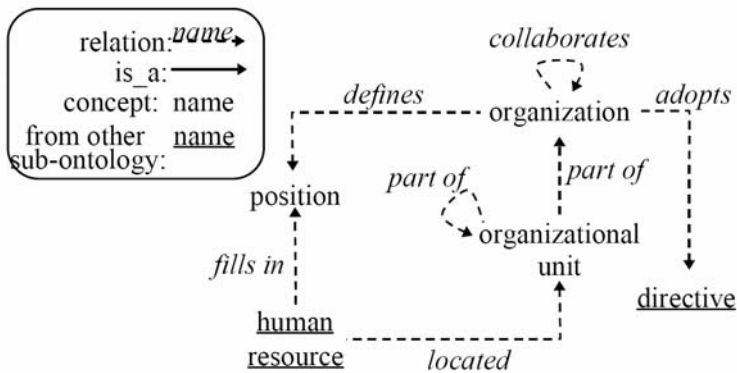 relation: name
is_a:
concept: name
from other name
sub-ontology:
collaborates
defines
organization
adopts
position
part of
part of
organizational
unit
fills in
directive
human
resource
located